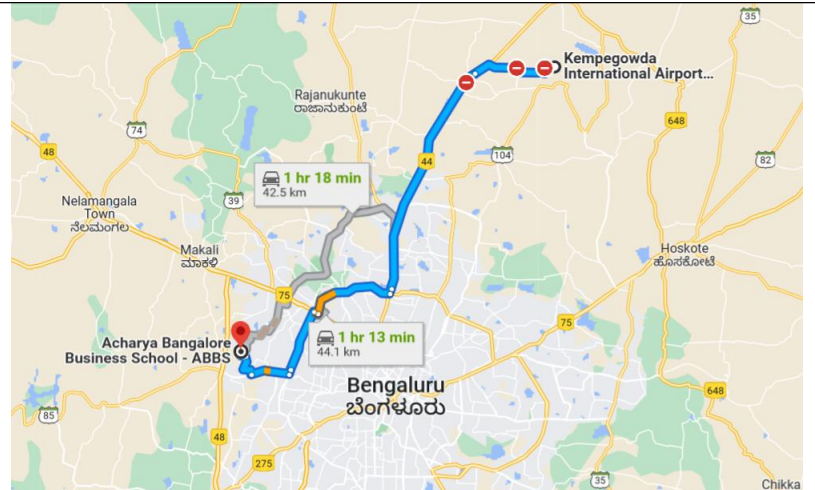 35
Kempegowda
International Airport...
Rajanukunte
ರಾಜಾನುಕುಂಟೆ
74
648
48
44
104
82
1 hr 18 min
42.5 km
39
Nelamangala
Town
ನೆಲಮಂಗಲ
Makali
ಮಾಕಳಿ
Hoskote
ಹೊಸಕೋಟೆ
75
75
Acharya Bangalore
Business School - ABBS
1 hr 13 min
44.1 km
Bengaluru
ಬೆಂಗಳೂರು
648
85
48
275
35
Chikka